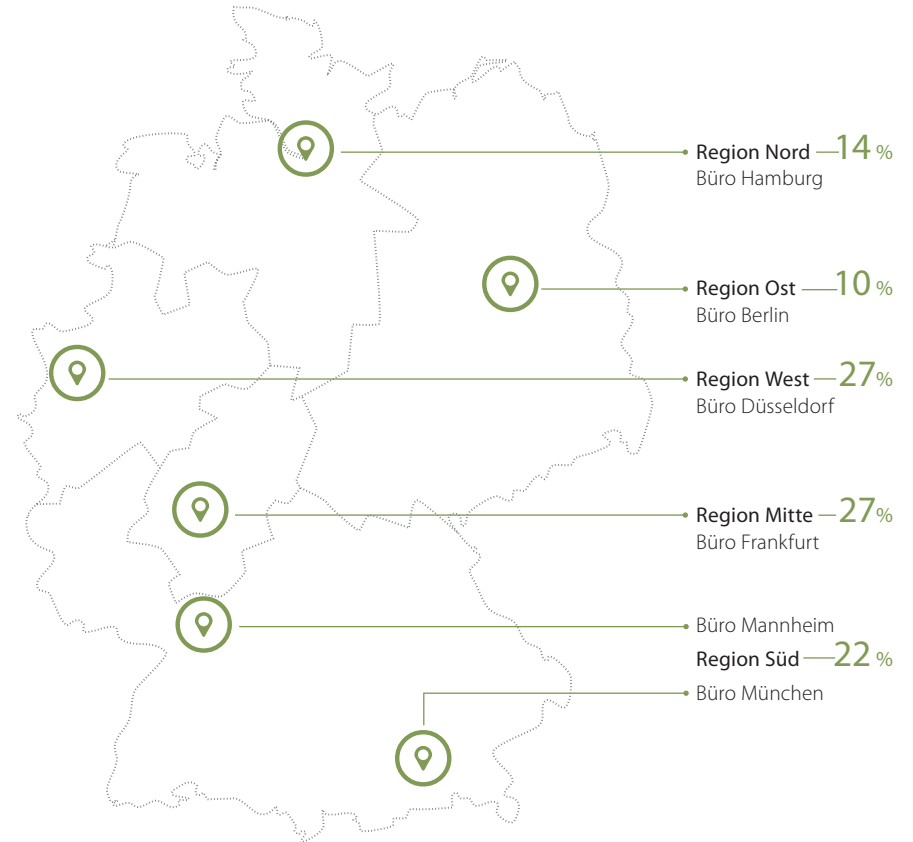 Region Nord 14 %
Büro Hamburg
Region Ost 10 %
Büro Berlin
Region West 27%
Büro Düsseldorf
Region Mitte 27%
Büro Frankfurt
Büro Mannheim
Region Süd 22 %
Büro München